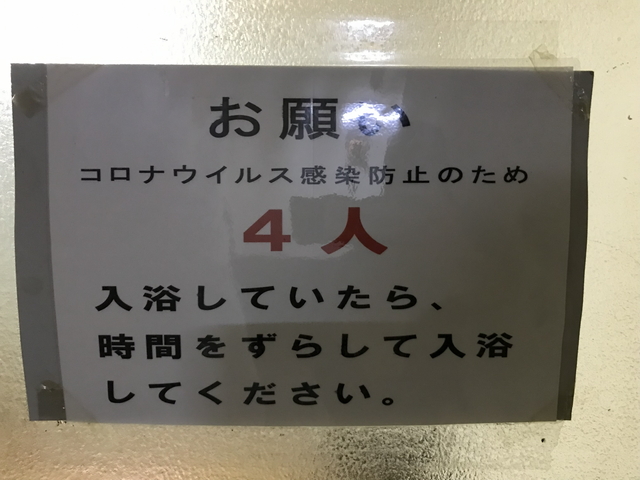 お願い
コロナウイルス感染防止のため
4人
入浴していたら、
時間をずらして入浴
してください。